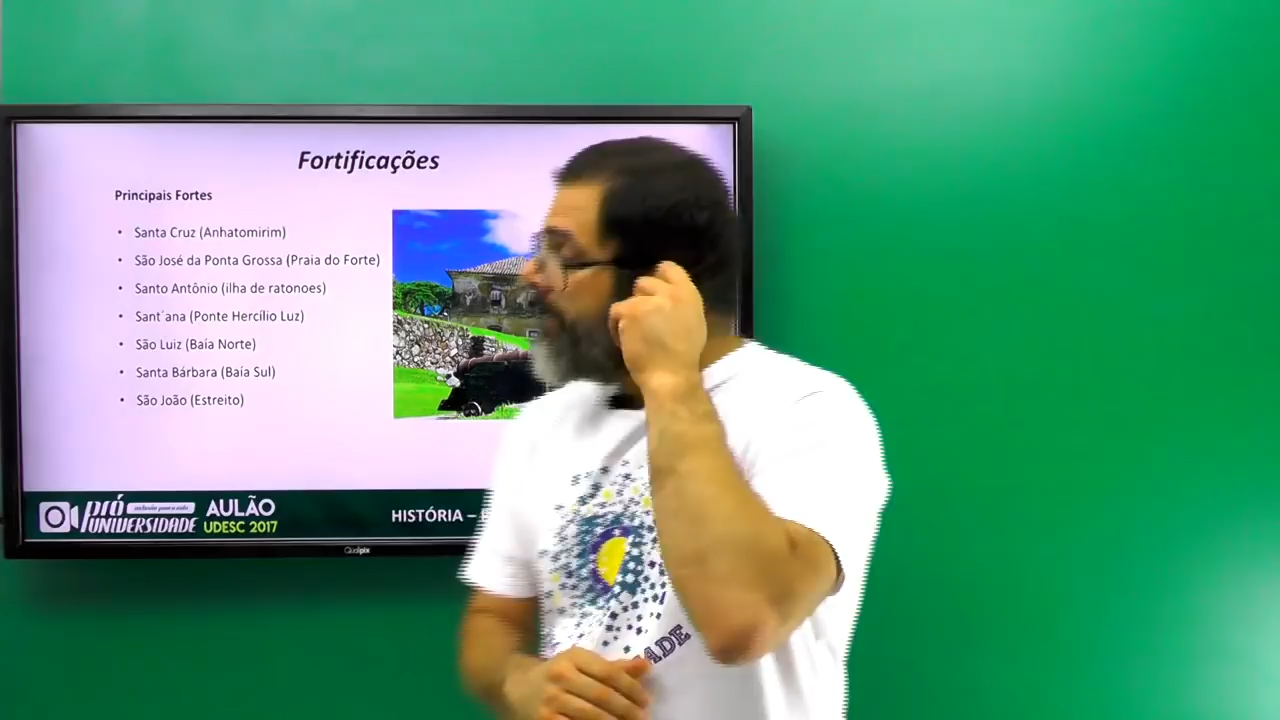 Fortificações
Principais Fortes
• Santa Cruz (Anhatomirim)
• São José da Ponta Grossa (Praia do Forte)
• Santo Antônio (ilha de ratonoes)
• Sant´ana (Ponte Hercílio Luz)
• São Luiz (Baía Norte)
• Santa Bárbara (Baía Sul)
• São João (Estreito)
pró
UNIVERSIDADE
AULÃO
UDESC 2017
HISTÓRIA –
Qualpix
ADE